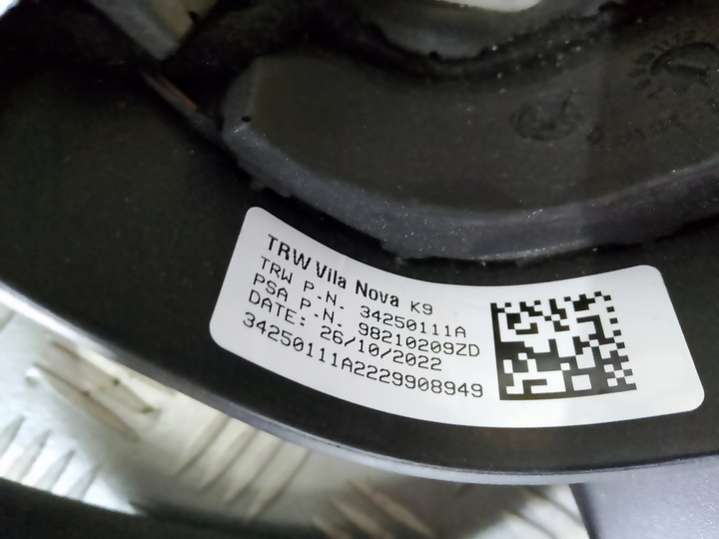 TRW Vila Nova K9
TRW P.N. 34250111A
PSA P.N. 98210209ZD
DATE: 26/10/2022
34250111A2229908949